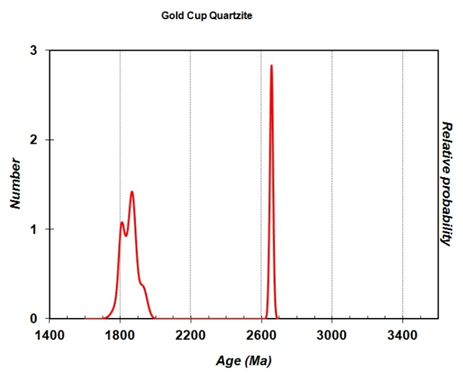 Gold Cup Quartzite
3
2
1
0
Number
Relative probability
1400 1800 2200 2600 3000 3400
Age (Ma)